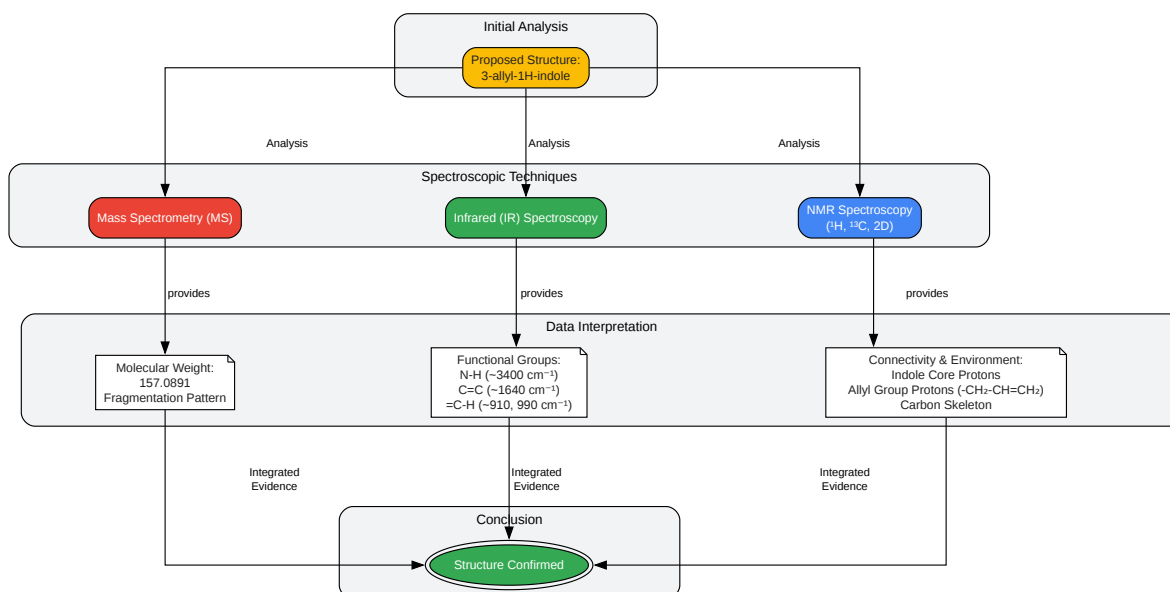 Initial Analysis
Proposed Structure:
3-allyl-1H-indole
Analysis
Analysis
Analysis
Spectroscopic Techniques
Mass Spectrometry (MS)
Infrared (IR) Spectroscopy
NMR Spectroscopy
(¹H, ¹³C, 2D)
provides
provides
provides
Data Interpretation
Molecular Weight:
157.0891
Fragmentation Pattern
Functional Groups:
N-H (~3400 cm⁻¹)
C=C (~1640 cm⁻¹)
=C-H (~910, 990 cm⁻¹)
Connectivity & Environment:
Indole Core Protons
Allyl Group Protons (-CH₂-CH=CH₂)
Carbon Skeleton
Integrated
Evidence
Integrated
Evidence
Integrated
Evidence
Conclusion
Structure Confirmed